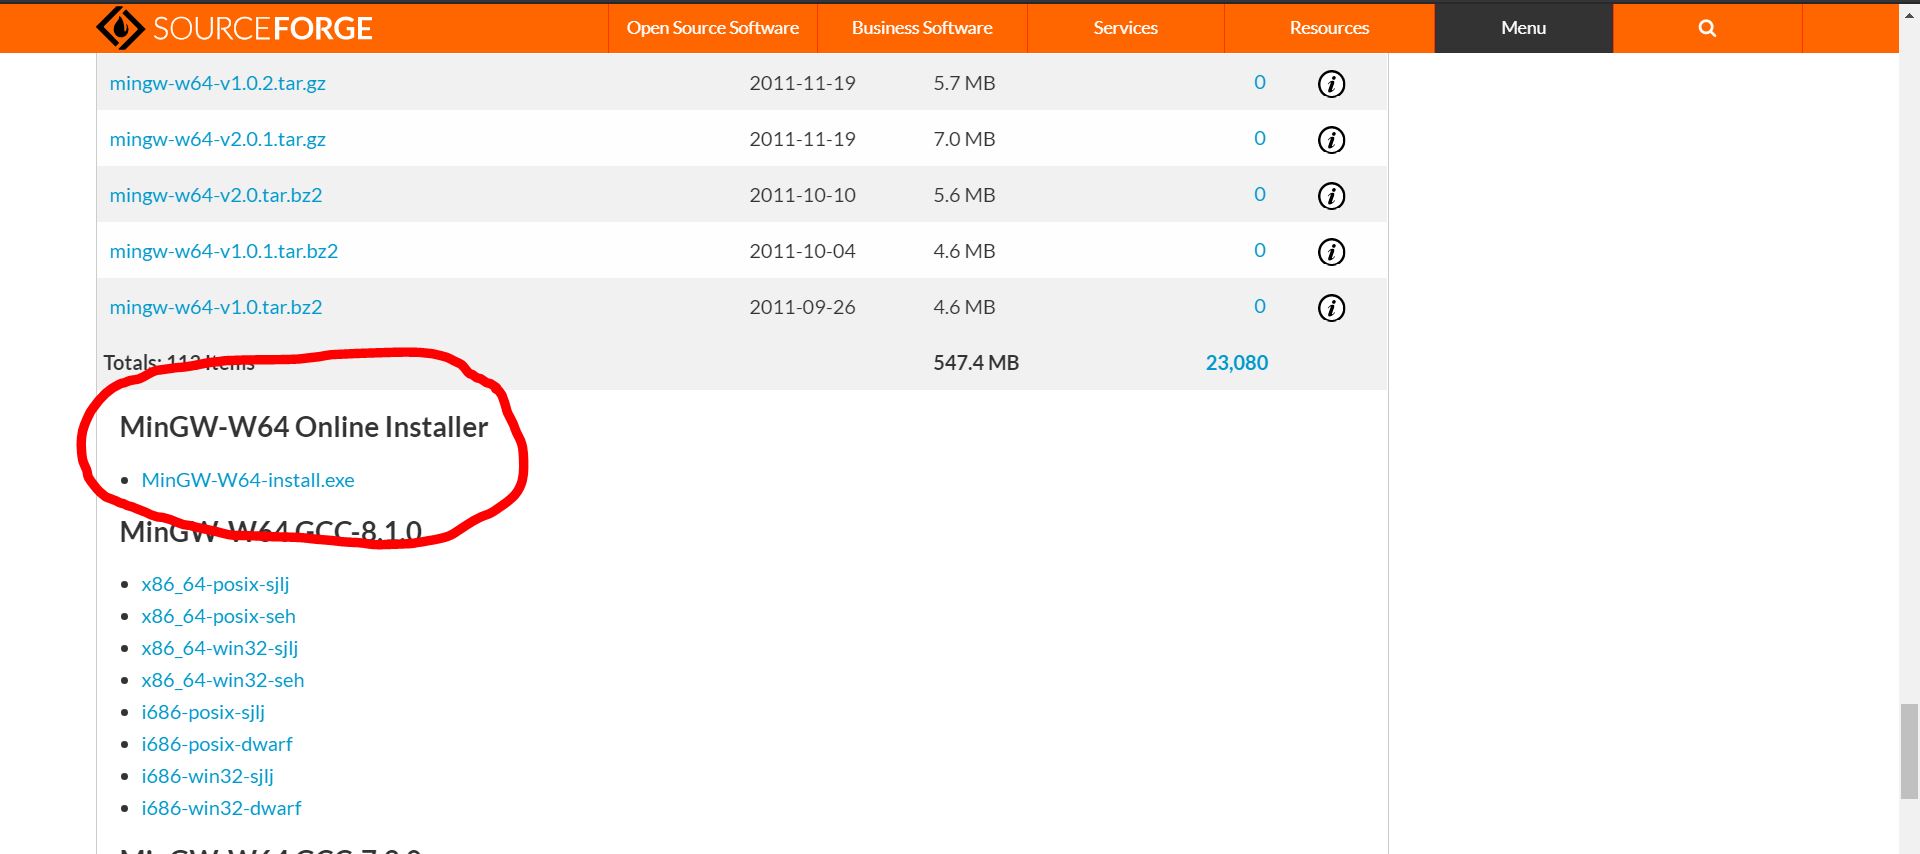 SOURCEFORGE Open Source Software Business Software Services Resources Menu
mingw-w64-v1.0.2.tar.gz 2011-11-19 5.7 MB 0
mingw-w64-v2.0.1.tar.gz 2011-11-19 7.0 MB 0
mingw-w64-v2.0.tar.bz2 2011-10-10 5.6 MB 0
mingw-w64-v1.0.1.tar.bz2 2011-10-04 4.6 MB 0
mingw-w64-v1.0.tar.bz2 2011-09-26 4.6 MB 0
Totals: Items 547.4 MB 23,080
MinGW-W64 Online Installer
MinGW-W64-install.exe
MinGW-W64 GCC-8.1.0
x86_64-posix-sjlj
x86_64-posix-seh
x86_64-win32-sjlj
x86_64-win32-seh
i686-posix-sjlj
i686-posix-dwarf
i686-win32-sjlj
i686-win32-dwarf